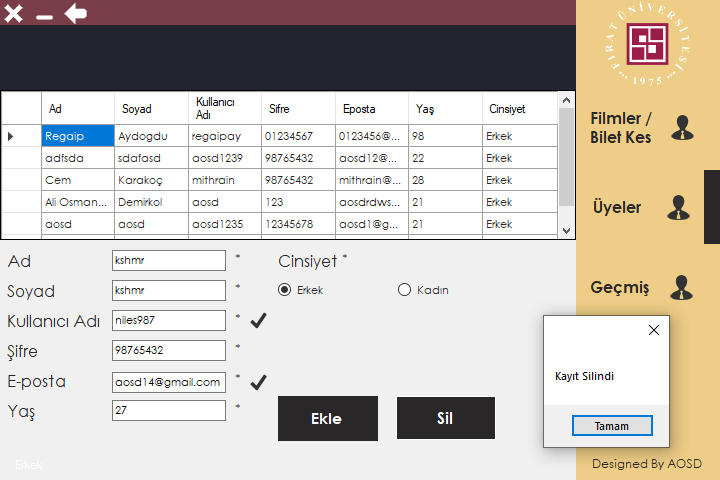 FIRAT ÜNİVERSİTESİ
1975
Ad Soyad Kullanıcı Adı Sifre Eposta Yaş Cinsiyet
Regaip Aydogdu regaipay 01234567 0123456@... 98 Erkek
adfsda sdafasd aosd1239 98765432 aosd12@... 22 Erkek
Cem Karakoç mithrain 98765432 mithrain@... 28 Erkek
Ali Osman... Demirkol aosd 123 aosdrdws... 21 Erkek
aosd aosd aosd1235 12345678 aosd1@g... 21 Erkek
Filmler /
Bilet Kes
Üyeler
Geçmiş
Ad kshmr * Cinsiyet *
Soyad kshmr * Erkek Kadın
Kullanıcı Adı niles987 *
Şifre 98765432 *
E-posta aosd14@gmail.com *
Yaş 27 *
Ekle Sil
Kayıt Silindi
Tamam
Erkek
Designed By AOSD